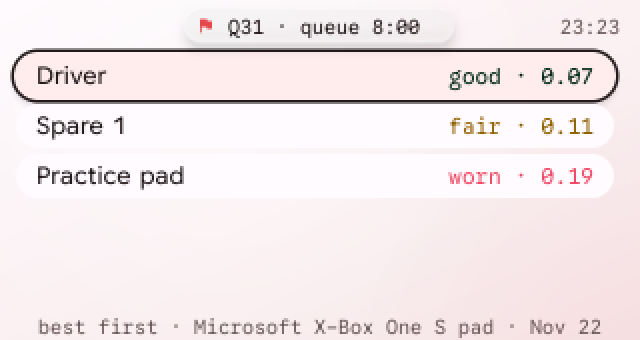 Q31 · queue 8:00
23:23
Driver good · 0.07
Spare 1 fair · 0.11
Practice pad worn · 0.19
best first · Microsoft X-Box One S pad · Nov 22